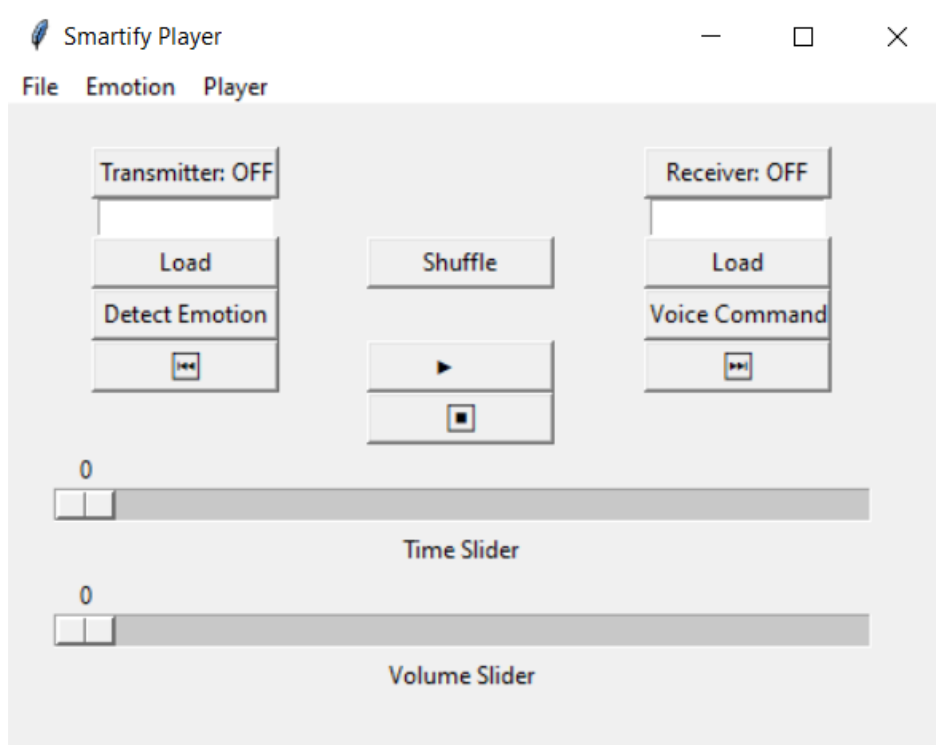 Smartify Player
File Emotion Player
Transmitter: OFF Receiver: OFF
Load Shuffle Load
Detect Emotion Voice Command
⏮ ► ⏭
⏹
0
Time Slider
0
Volume Slider